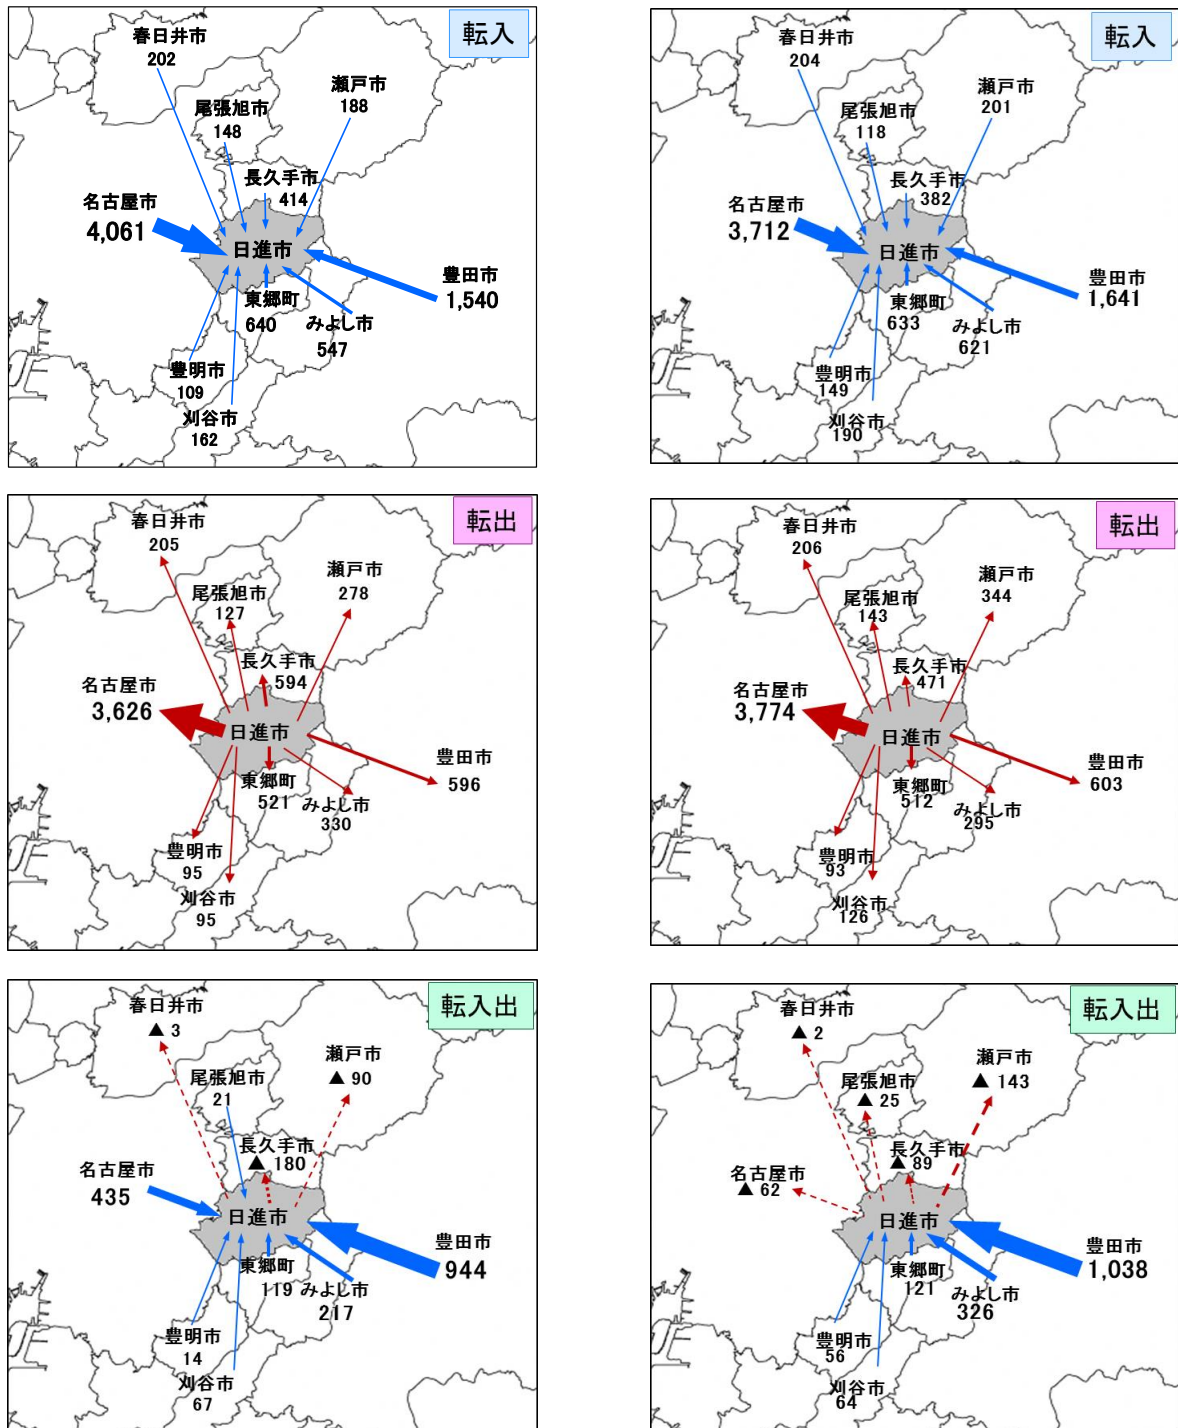 転入
春日井市
202
瀬戸市
188
尾張旭市
148
長久手市
414
名古屋市
4,061
日進市
豊田市
1,540
東郷町
640
みよし市
547
豊明市
109
刈谷市
162
転入
春日井市
204
瀬戸市
201
尾張旭市
118
長久手市
382
名古屋市
3,712
日進市
豊田市
1,641
東郷町
633
みよし市
621
豊明市
149
刈谷市
190
転出
春日井市
205
瀬戸市
278
尾張旭市
127
長久手市
594
名古屋市
3,626
日進市
豊田市
596
東郷町
521
みよし市
330
豊明市
95
刈谷市
95
転出
春日井市
206
瀬戸市
344
尾張旭市
143
長久手市
471
名古屋市
3,774
日進市
豊田市
603
東郷町
512
みよし市
295
豊明市
93
刈谷市
126
転入出
春日井市
▲ 3
瀬戸市
▲ 90
尾張旭市
21
長久手市
▲ 180
名古屋市
435
日進市
豊田市
944
東郷町
119
みよし市
217
豊明市
14
刈谷市
67
転入出
春日井市
▲ 2
瀬戸市
▲ 143
尾張旭市
▲ 25
長久手市
▲ 89
名古屋市
▲ 62
日進市
豊田市
1,038
東郷町
121
みよし市
326
豊明市
56
刈谷市
64